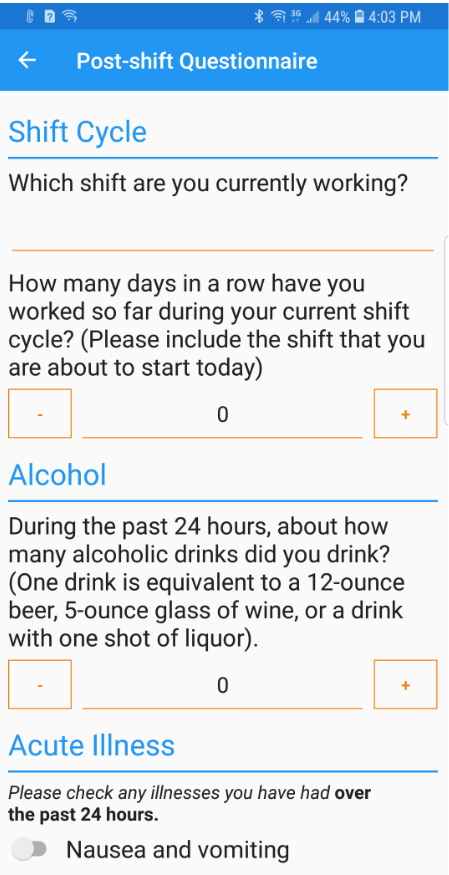 3G 44% 4:03 PM
Post-shift Questionnaire
Shift Cycle
Which shift are you currently working?
How many days in a row have you
worked so far during your current shift
cycle? (Please include the shift that you
are about to start today)
- 0 +
Alcohol
During the past 24 hours, about how
many alcoholic drinks did you drink?
(One drink is equivalent to a 12-ounce
beer, 5-ounce glass of wine, or a drink
with one shot of liquor).
- 0 +
Acute Illness
Please check any illnesses you have had over
the past 24 hours.
Nausea and vomiting